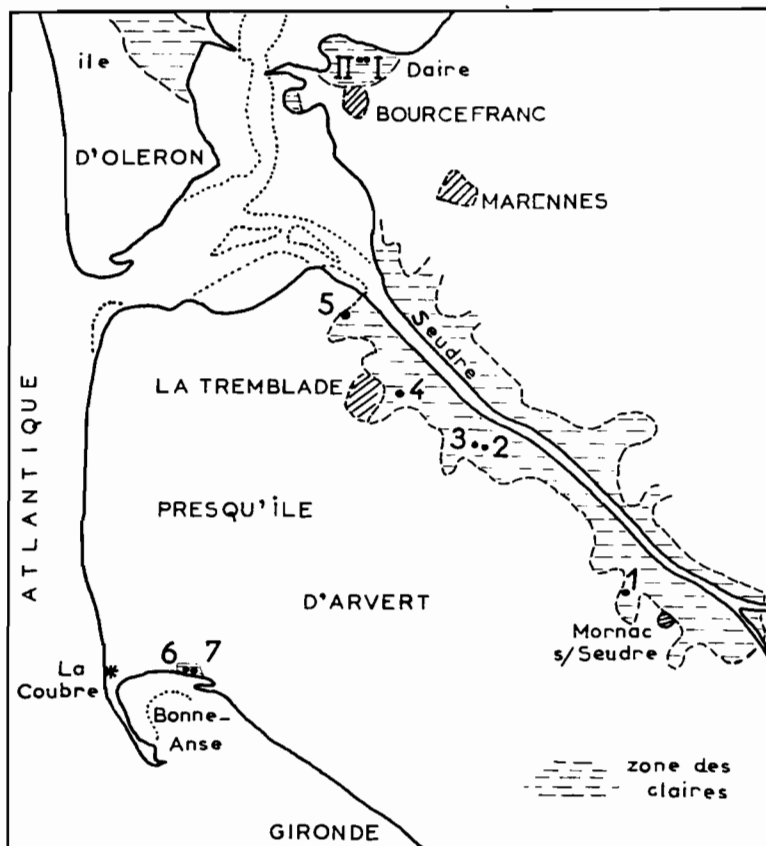 île
D'OLERON
II I Daire
BOURCEFRANC
MARENNES
5
Seudre
LA TREMBLADE
4
3 2
ATLANTIQUE
PRESQU'ÎLE
D'ARVERT
1
Mornac
s/Seudre
6 7
La
Coubre
Bonne-
Anse
zone des
claires
GIRONDE